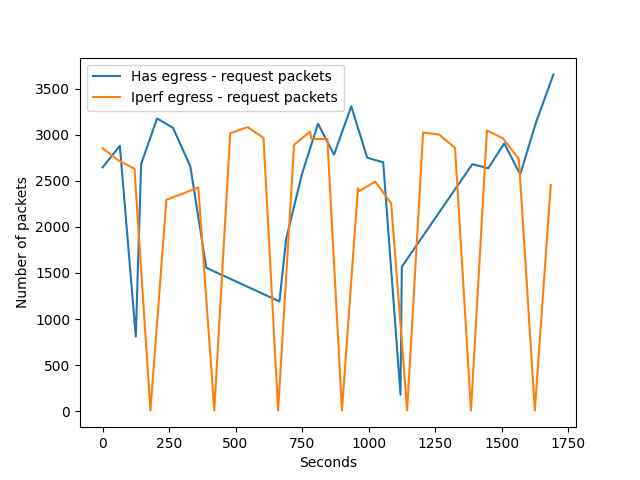 Has egress - request packets
Iperf egress - request packets
3500
3000
2500
2000
1500
1000
500
0
Number of packets
0 250 500 750 1000 1250 1500 1750
Seconds